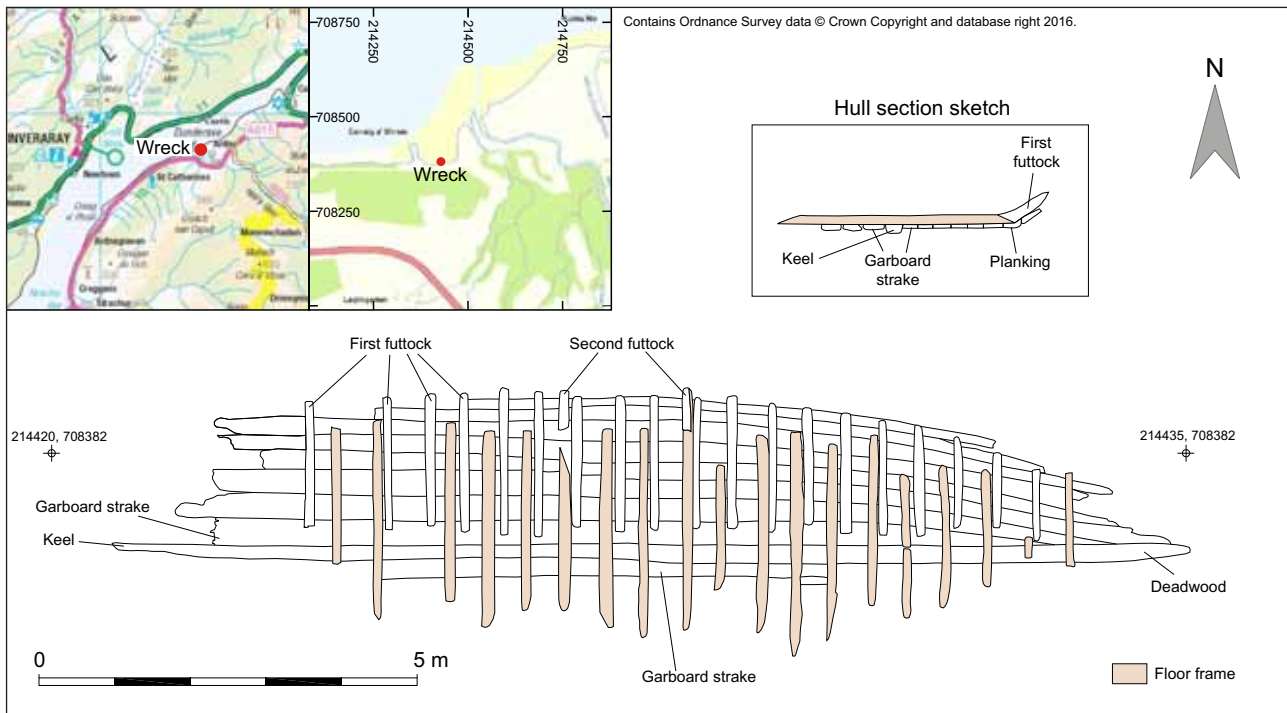 Contains Ordnance Survey data © Crown Copyright and database right 2016.
INVERARAY
Wreck
St Catherines
Strachur
708750
708500
708250
214250
214500
214750
Wreck
N
Hull section sketch
First
futtock
Keel
Garboard
strake
Planking
First futtock
Second futtock
214420, 708382
214435, 708382
Garboard strake
Keel
Deadwood
Garboard strake
0
5 m
Floor frame